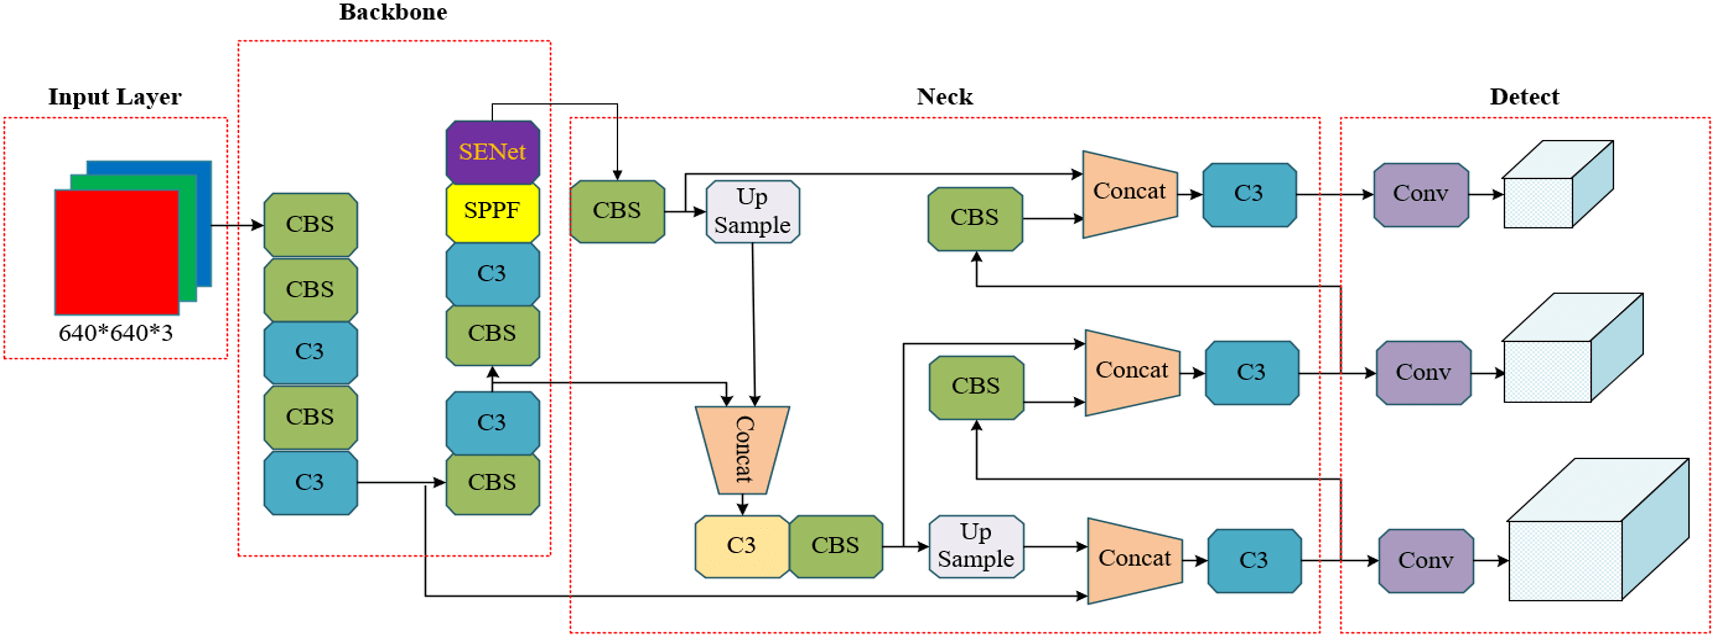 Backbone
Input Layer
Neck
Detect
640*640*3
CBS
CBS
C3
CBS
C3
SENet
SPPF
C3
CBS
C3
CBS
CBS
Up
Sample
Concat
C3
CBS
CBS
Concat
C3
CBS
Concat
C3
Up
Sample
Concat
C3
Conv
Conv
Conv